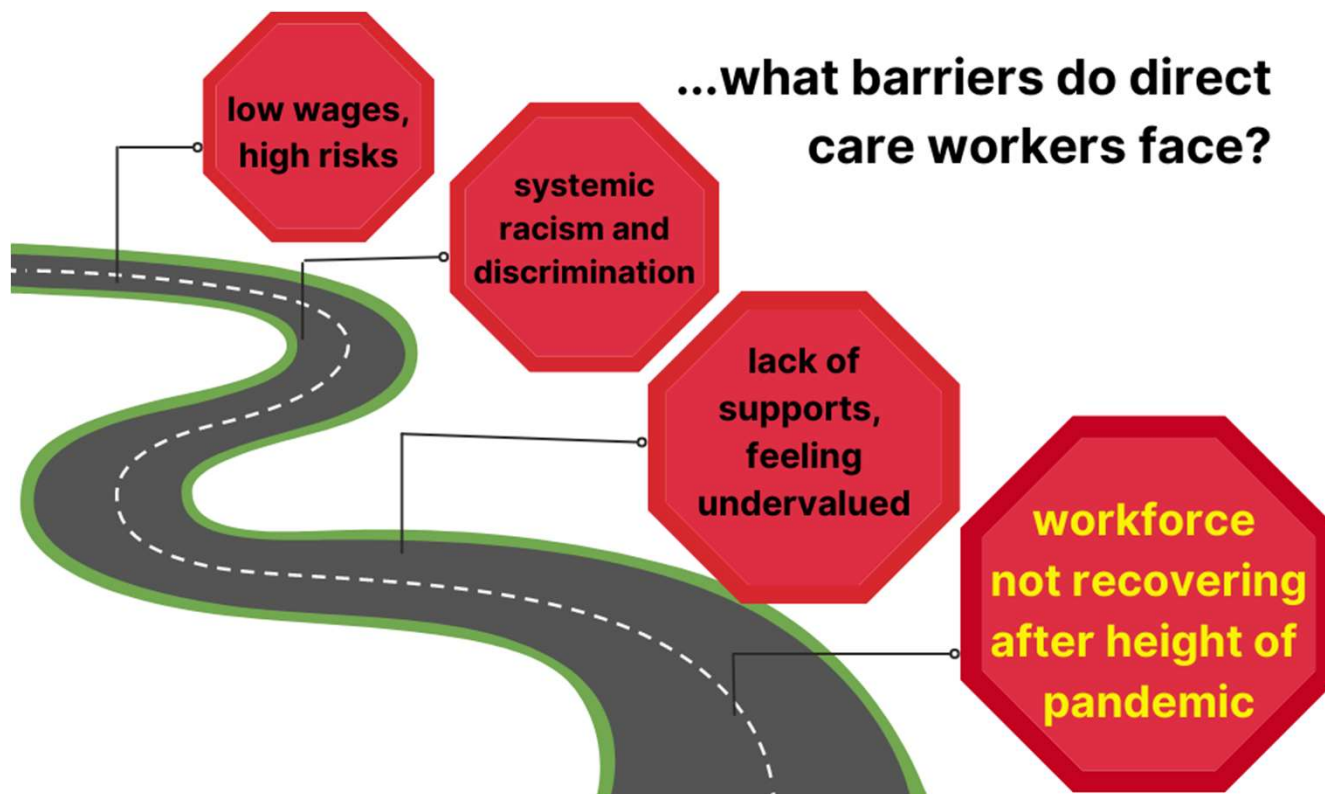 ...what barriers do direct
care workers face?
low wages,
high risks
systemic
racism and
discrimination
lack of
supports,
feeling
undervalued
workforce
not recovering
after height of
pandemic